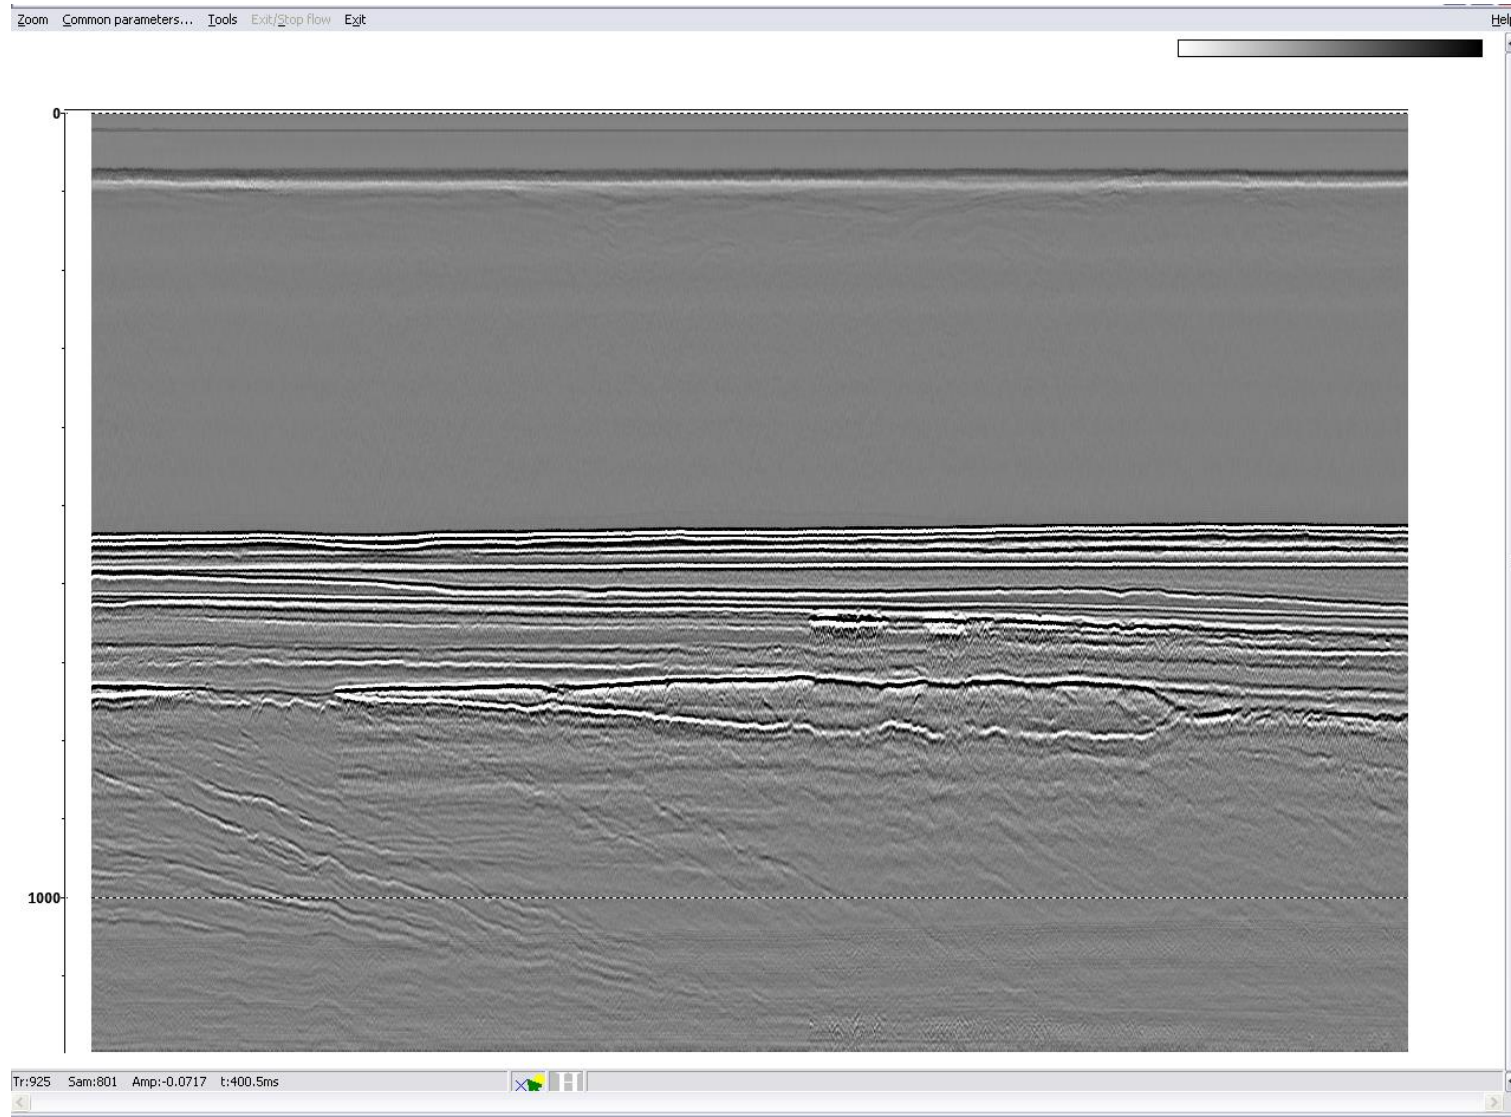 Zoom Common parameters... Tools Exit/Stop flow Exit Help
0
1000
Tr:925 Sam:801 Amp:-0.0717 t:400.5ms
H